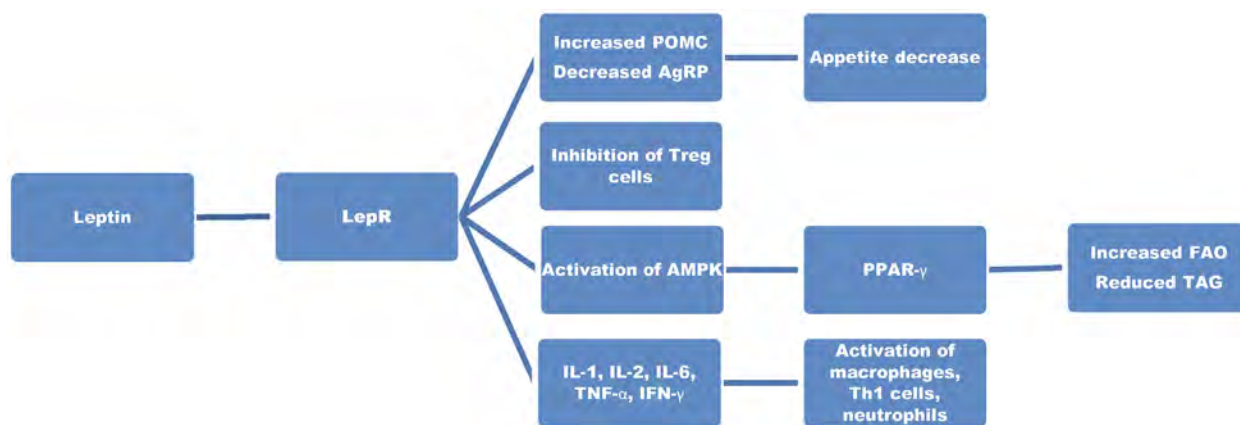 Leptin
LepR
Increased POMC
Decreased AgRP
Appetite decrease
Inhibition of Treg
cells
Activation of AMPK
PPAR-γ
Increased FAO
Reduced TAG
IL-1, IL-2, IL-6,
TNF-α, IFN-γ
Activation of
macrophages,
Th1 cells,
neutrophils